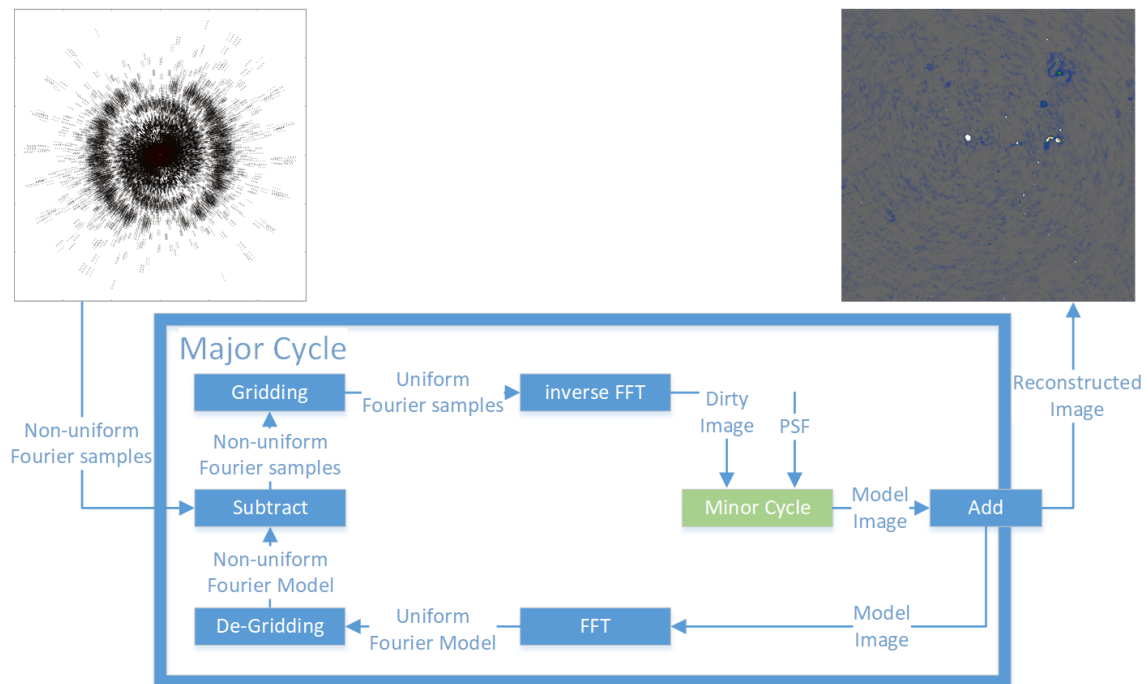 Major Cycle
Gridding
Uniform
Fourier samples
inverse FFT
Dirty
Image
PSF
Reconstructed
Image
Non-uniform
Fourier samples
Non-uniform
Fourier samples
Subtract
Minor Cycle
Model
Image
Add
Non-uniform
Fourier Model
De-Gridding
Uniform
Fourier Model
FFT
Model
Image